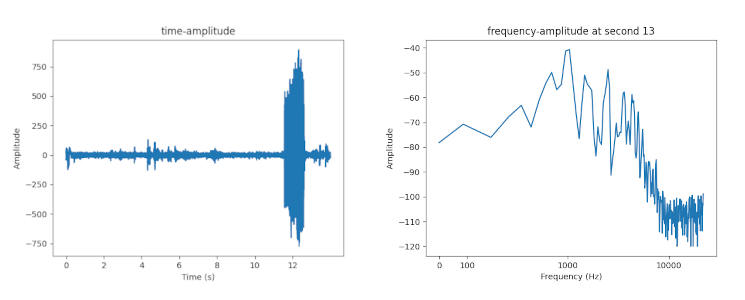 time-amplitude
750
500
250
0
−250
−500
−750
Amplitude
0 2 4 6 8 10 12
Time (s)
frequency-amplitude at second 13
−40
−50
−60
−70
−80
−90
−100
−110
−120
Amplitude
0 100 1000 10000
Frequency (Hz)